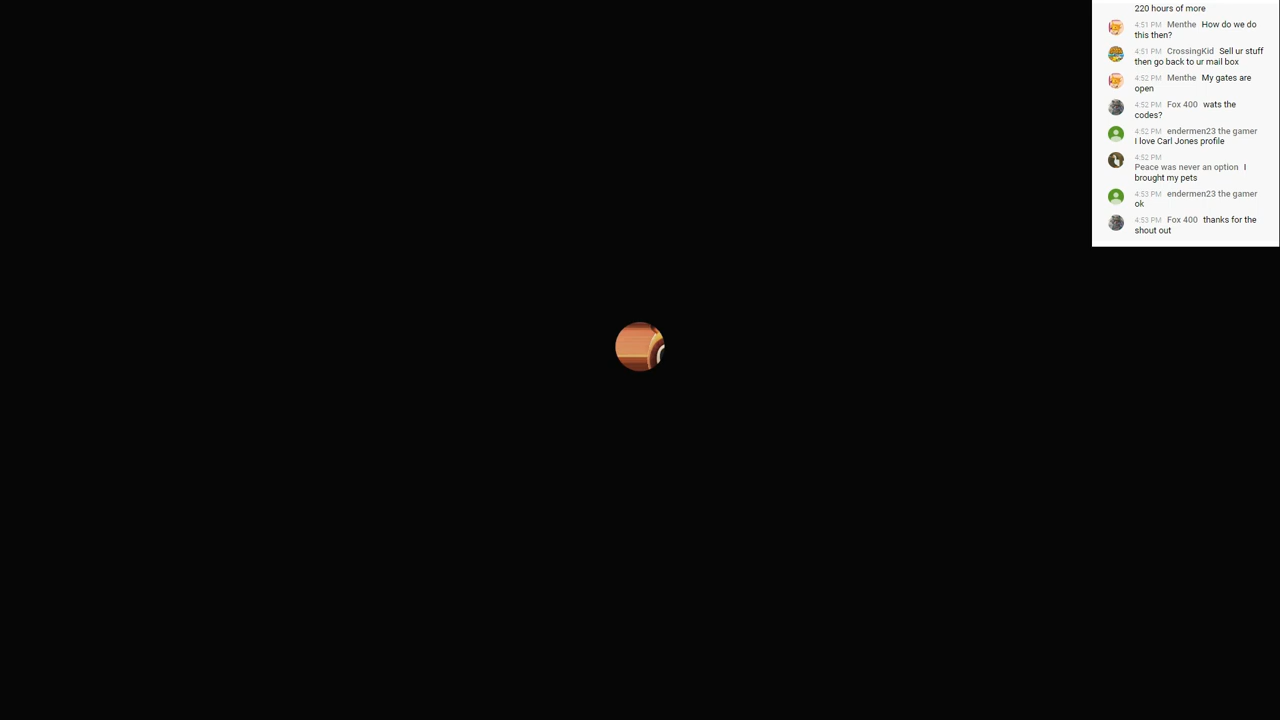 220 hours of more
4:51 PM Menthe How do we do
this then?
4:51 PM CrossingKid Sell ur stuff
then go back to ur mail box
4:52 PM Menthe My gates are
open
4:52 PM Fox 400 wats the
codes?
4:52 PM endermen23 the gamer
I love Carl Jones profile
4:52 PM
Peace was never an option I
brought my pets
4:53 PM endermen23 the gamer
ok
4:53 PM Fox 400 thanks for the
shout out